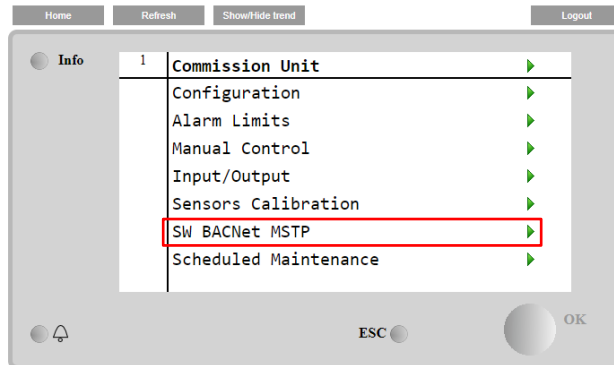 Home Refresh Show/Hide trend Logout
Info
1 Commission Unit
Configuration
Alarm Limits
Manual Control
Input/Output
Sensors Calibration
SW BACNet MSTP
Scheduled Maintenance
ESC OK